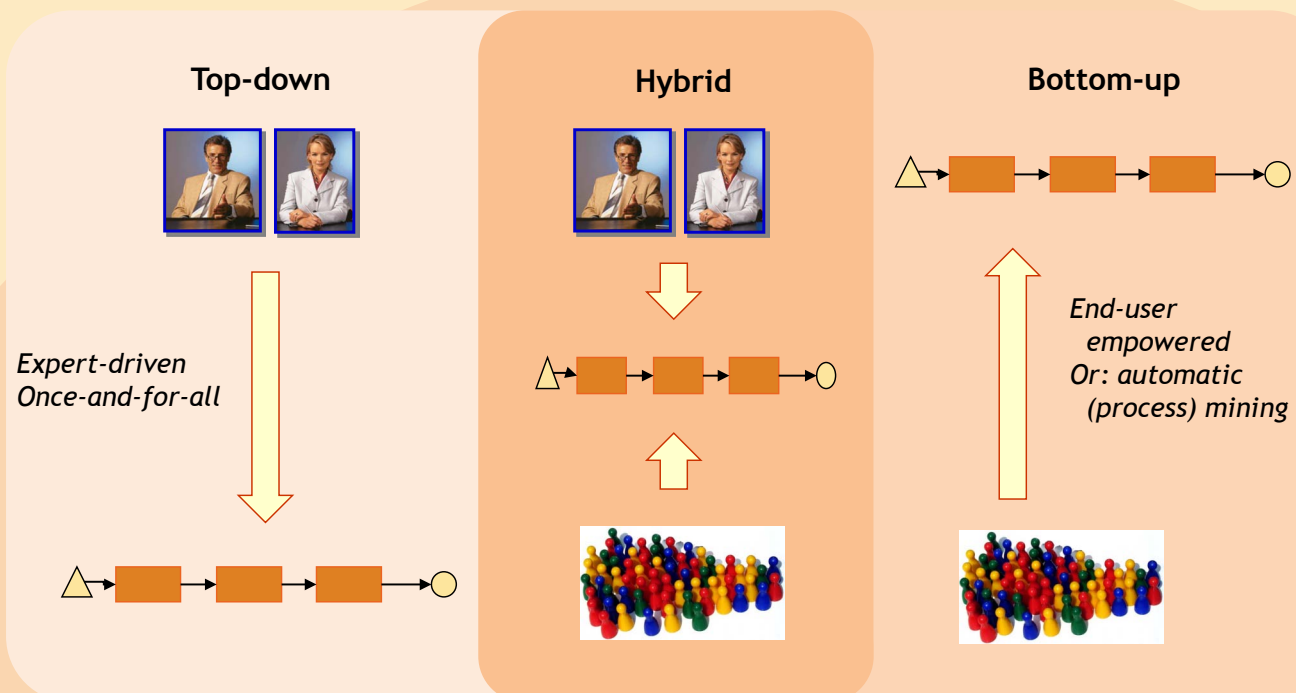 Top-down
Expert-driven
Once-and-for-all
Hybrid
Bottom-up
End-user
empowered
Or: automatic
(process) mining